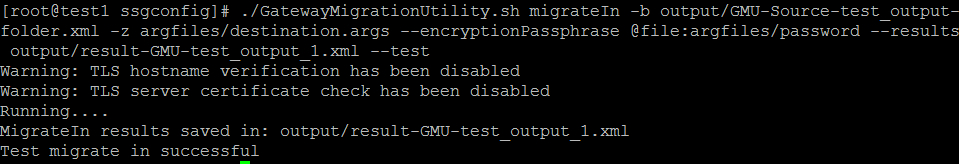 [root@test1 ssgconfig]# ./GatewayMigrationUtility.sh migrateIn -b output/GMU-Source-test_output-
folder.xml -z argfiles/destination.args --encryptionPassphrase @file:argfiles/password --results
output/result-GMU-test_output_1.xml --test
Warning: TLS hostname verification has been disabled
Warning: TLS server certificate check has been disabled
Running....
MigrateIn results saved in: output/result-GMU-test_output_1.xml
Test migrate in successful